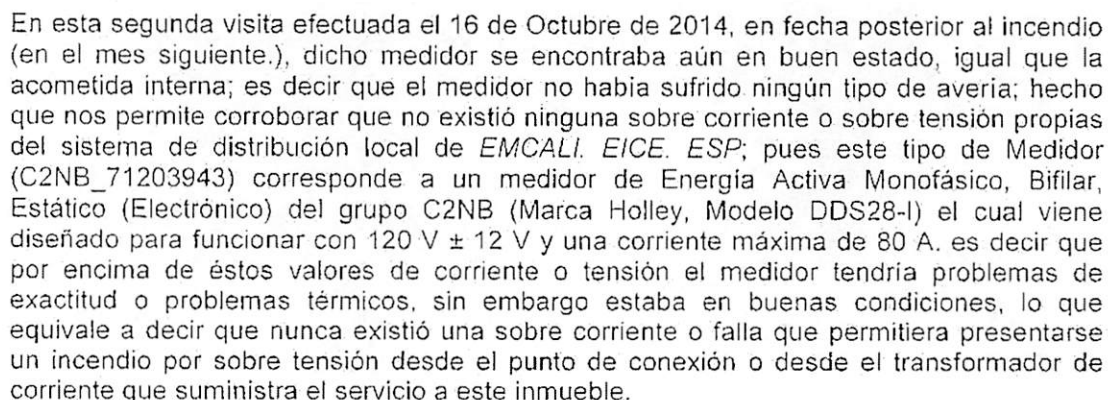 En esta segunda visita efectuada el 16 de Octubre de 2014, en fecha posterior al incendio
(en el mes siguiente.), dicho medidor se encontraba aún en buen estado, igual que la
acometida interna; es decir que el medidor no habia sufrido ningún tipo de averia; hecho
que nos permite corroborar que no existió ninguna sobre corriente o sobre tensión propias
del sistema de distribución local de EMCALI. EICE. ESP; pues este tipo de Medidor
(C2NB_71203943) corresponde a un medidor de Energía Activa Monofásico, Bifilar,
Estático (Electrónico) del grupo C2NB (Marca Holley, Modelo DDS28-I) el cual viene
diseñado para funcionar con 120 V ± 12 V y una corriente máxima de 80 A. es decir que
por encima de éstos valores de corriente o tensión el medidor tendría problemas de
exactitud o problemas térmicos, sin embargo estaba en buenas condiciones, lo que
equivale a decir que nunca existió una sobre corriente o falla que permitiera presentarse
un incendio por sobre tensión desde el punto de conexión o desde el transformador de
corriente que suministra el servicio a este inmueble.